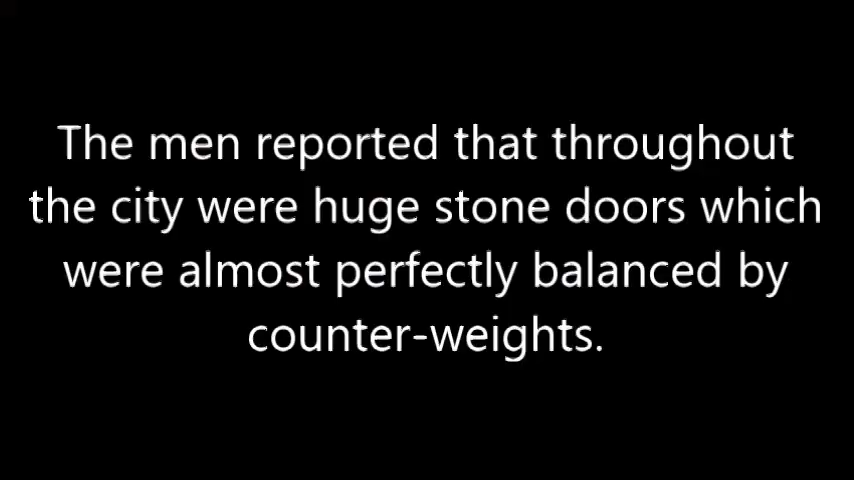 The men reported that throughout
the city were huge stone doors which
were almost perfectly balanced by
counter-weights.